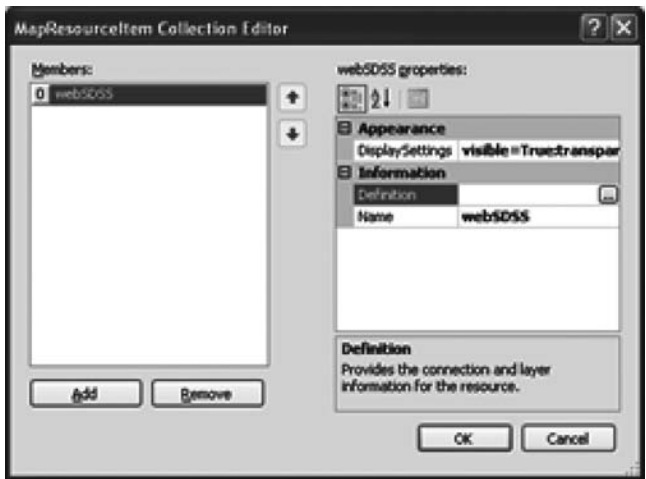 MapResourceItem Collection Editor
Members:
0 webSDSS
webSDSS properties:
Appearance
DisplaySettings visible=True:transpar
Information
Definition
Name webSDSS
Definition
Provides the connection and layer
information for the resource.
Add
Remove
OK
Cancel